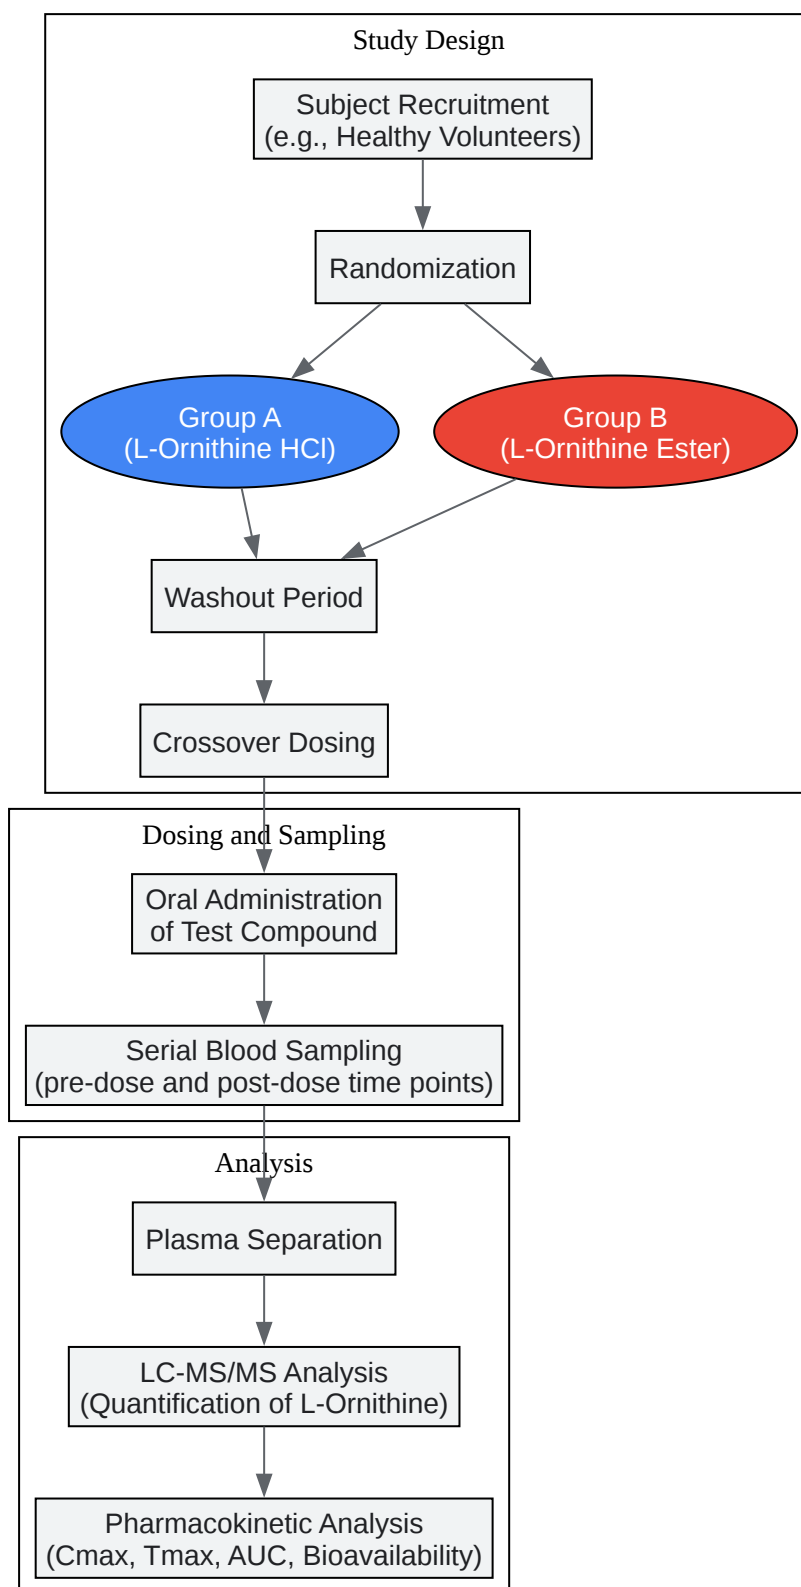 Study Design
Subject Recruitment
(e.g., Healthy Volunteers)
Randomization
Group A
(L-Ornithine HCl)
Group B
(L-Ornithine Ester)
Washout Period
Crossover Dosing
Dosing and Sampling
Oral Administration
of Test Compound
Serial Blood Sampling
(pre-dose and post-dose time points)
Analysis
Plasma Separation
LC-MS/MS Analysis
(Quantification of L-Ornithine)
Pharmacokinetic Analysis
(Cmax, Tmax, AUC, Bioavailability)